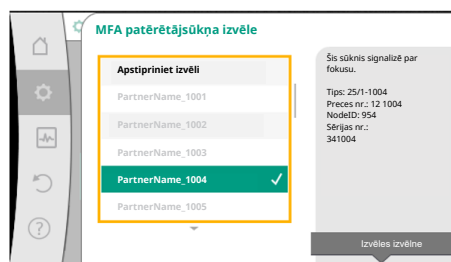 MFA patērētājsūkņa izvēle
Apstipriniet izvēli
PartnerName_1001
PartnerName_1002
PartnerName_1003
PartnerName_1004
PartnerName_1005
Šis sūknis signalizē par
fokusu.
Tips: 25/1-1004
Preces nr.: 12 1004
NodeID: 954
Sērijas nr.:
341004
Izvēles izvēlne